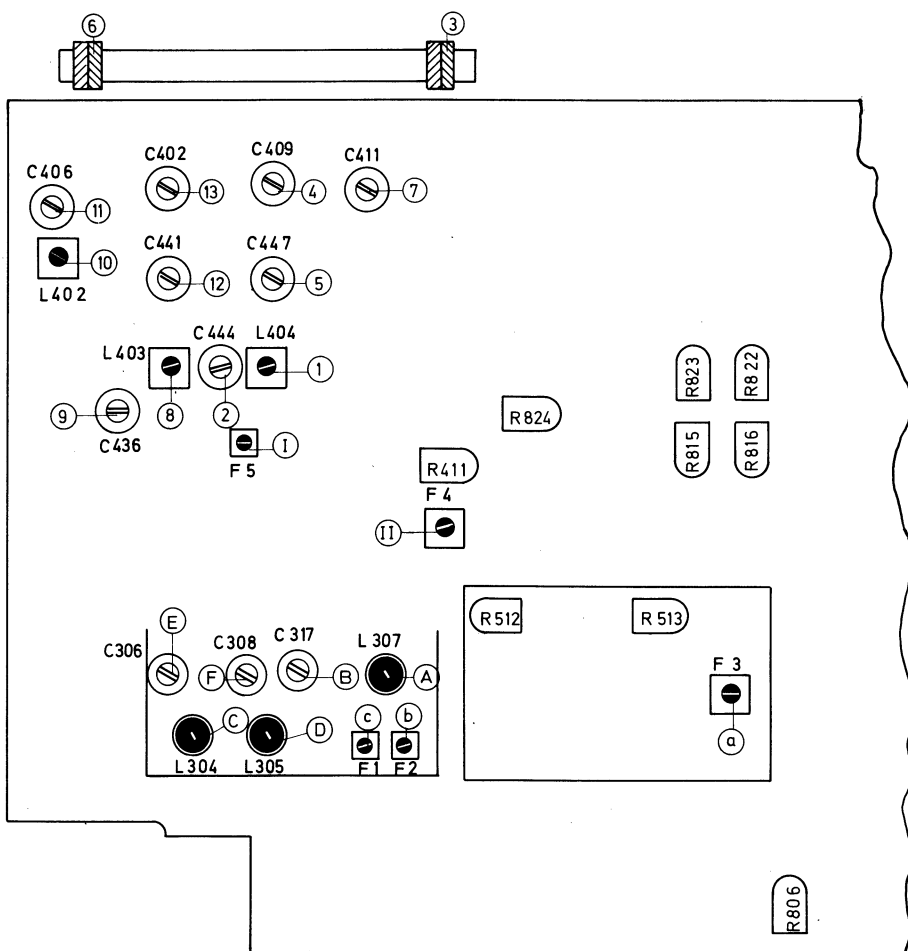 6 3
C406 C402 C409 C411
11 13 4 7
C441 C447
10 12 5
L402
L403 C444 L404
1
9 8 2 I
C436 F5
R411
F4
II
R824
R823 R822
R815 R816
E
C306 C308 C317 L307
F B A
C D c b
L304 L305 F1 F2
R512 R513
F3
a
R806